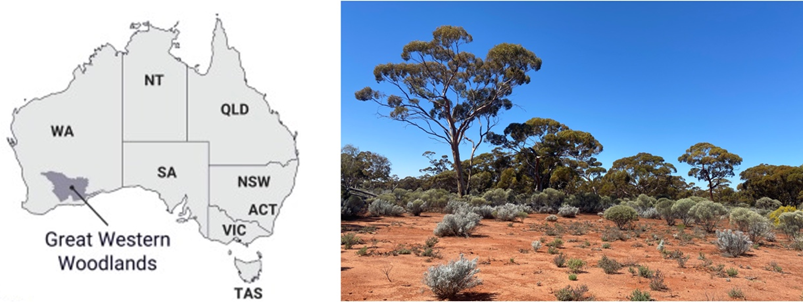 NT
QLD
WA
SA
NSW
ACT
VIC
Great Western
Woodlands
TAS